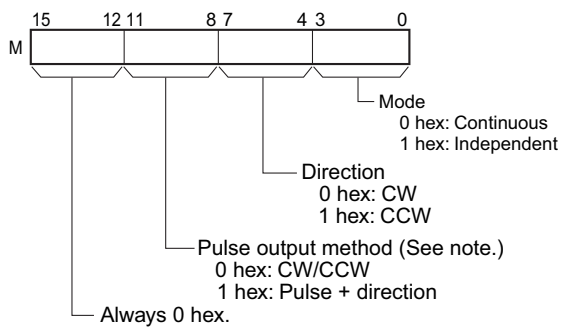 15 12 11 8 7 4 3 0
M
Mode
0 hex: Continuous
1 hex: Independent
Direction
0 hex: CW
1 hex: CCW
Pulse output method (See note.)
0 hex: CW/CCW
1 hex: Pulse + direction
Always 0 hex.